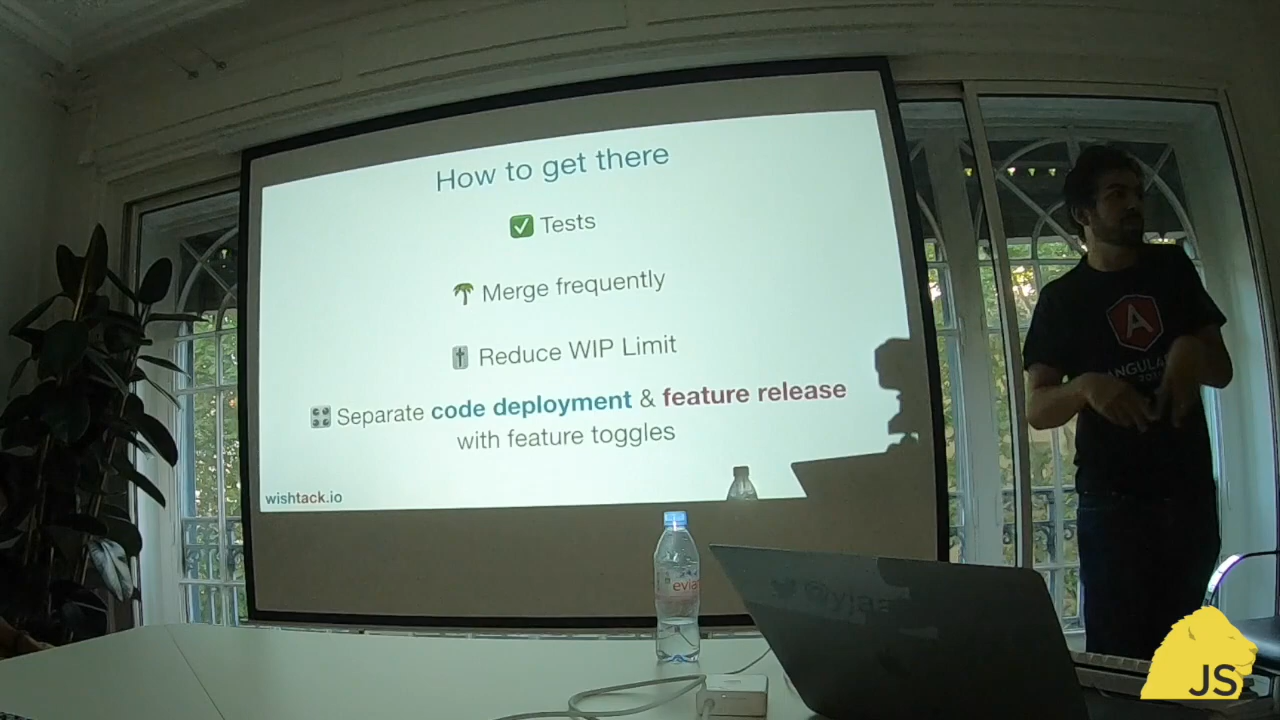 How to get there
✅ Tests
🌴 Merge frequently
Reduce WIP Limit
Separate code deployment & feature release
with feature toggles
wishtack.io
evian
ANGULAR
JS